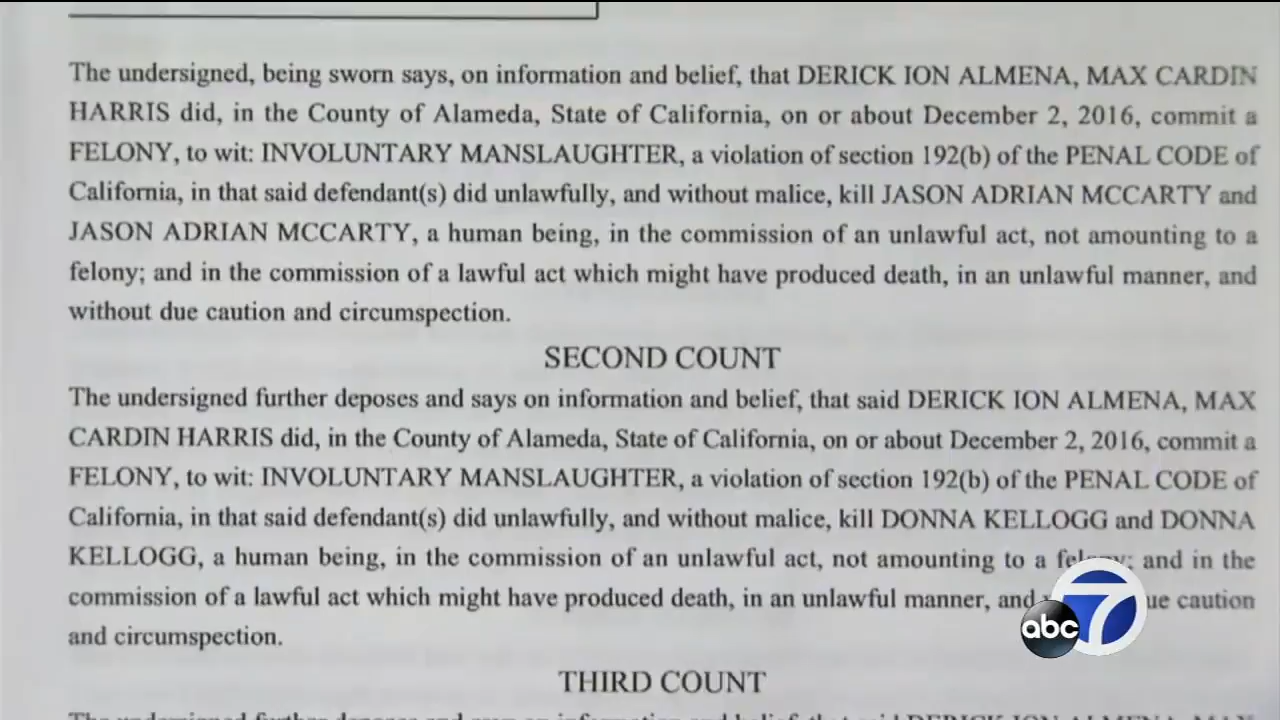 The undersigned, being sworn says, on information and belief, that DERICK ION ALMENA, MAX CARDIN
HARRIS did, in the County of Alameda, State of California, on or about December 2, 2016, commit a
FELONY, to wit: INVOLUNTARY MANSLAUGHTER, a violation of section 192(b) of the PENAL CODE of
California, in that said defendant(s) did unlawfully, and without malice, kill JASON ADRIAN MCCARTY and
JASON ADRIAN MCCARTY, a human being, in the commission of an unlawful act, not amounting to a
felony; and in the commission of a lawful act which might have produced death, in an unlawful manner, and
without due caution and circumspection.
SECOND COUNT
The undersigned further deposes and says on information and belief, that said DERICK ION ALMENA, MAX
CARDIN HARRIS did, in the County of Alameda, State of California, on or about December 2, 2016, commit a
FELONY, to wit: INVOLUNTARY MANSLAUGHTER, a violation of section 192(b) of the PENAL CODE of
California, in that said defendant(s) did unlawfully, and without malice, kill DONNA KELLOGG and DONNA
KELLOGG, a human being, in the commission of an unlawful act, not amounting to a felony; and in the
commission of a lawful act which might have produced death, in an unlawful manner, and caution
and circumspection.
abc 7
THIRD COUNT